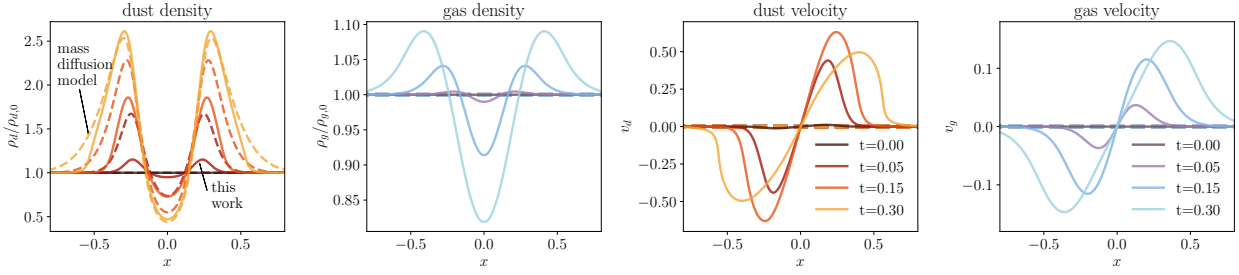 dust density
2.5
2.0
1.5
1.0
0.5
−0.5
0.0
0.5
x
ρd/ρd,0
mass
diffusion
model
this
work
gas density
1.10
1.05
1.00
0.95
0.90
0.85
−0.5
0.0
0.5
x
ρg/ρg,0
dust velocity
0.50
0.25
0.00
−0.25
−0.50
−0.5
0.0
0.5
x
vd
t=0.00
t=0.05
t=0.15
t=0.30
gas velocity
0.1
0.0
−0.1
−0.5
0.0
0.5
x
vg
t=0.00
t=0.05
t=0.15
t=0.30